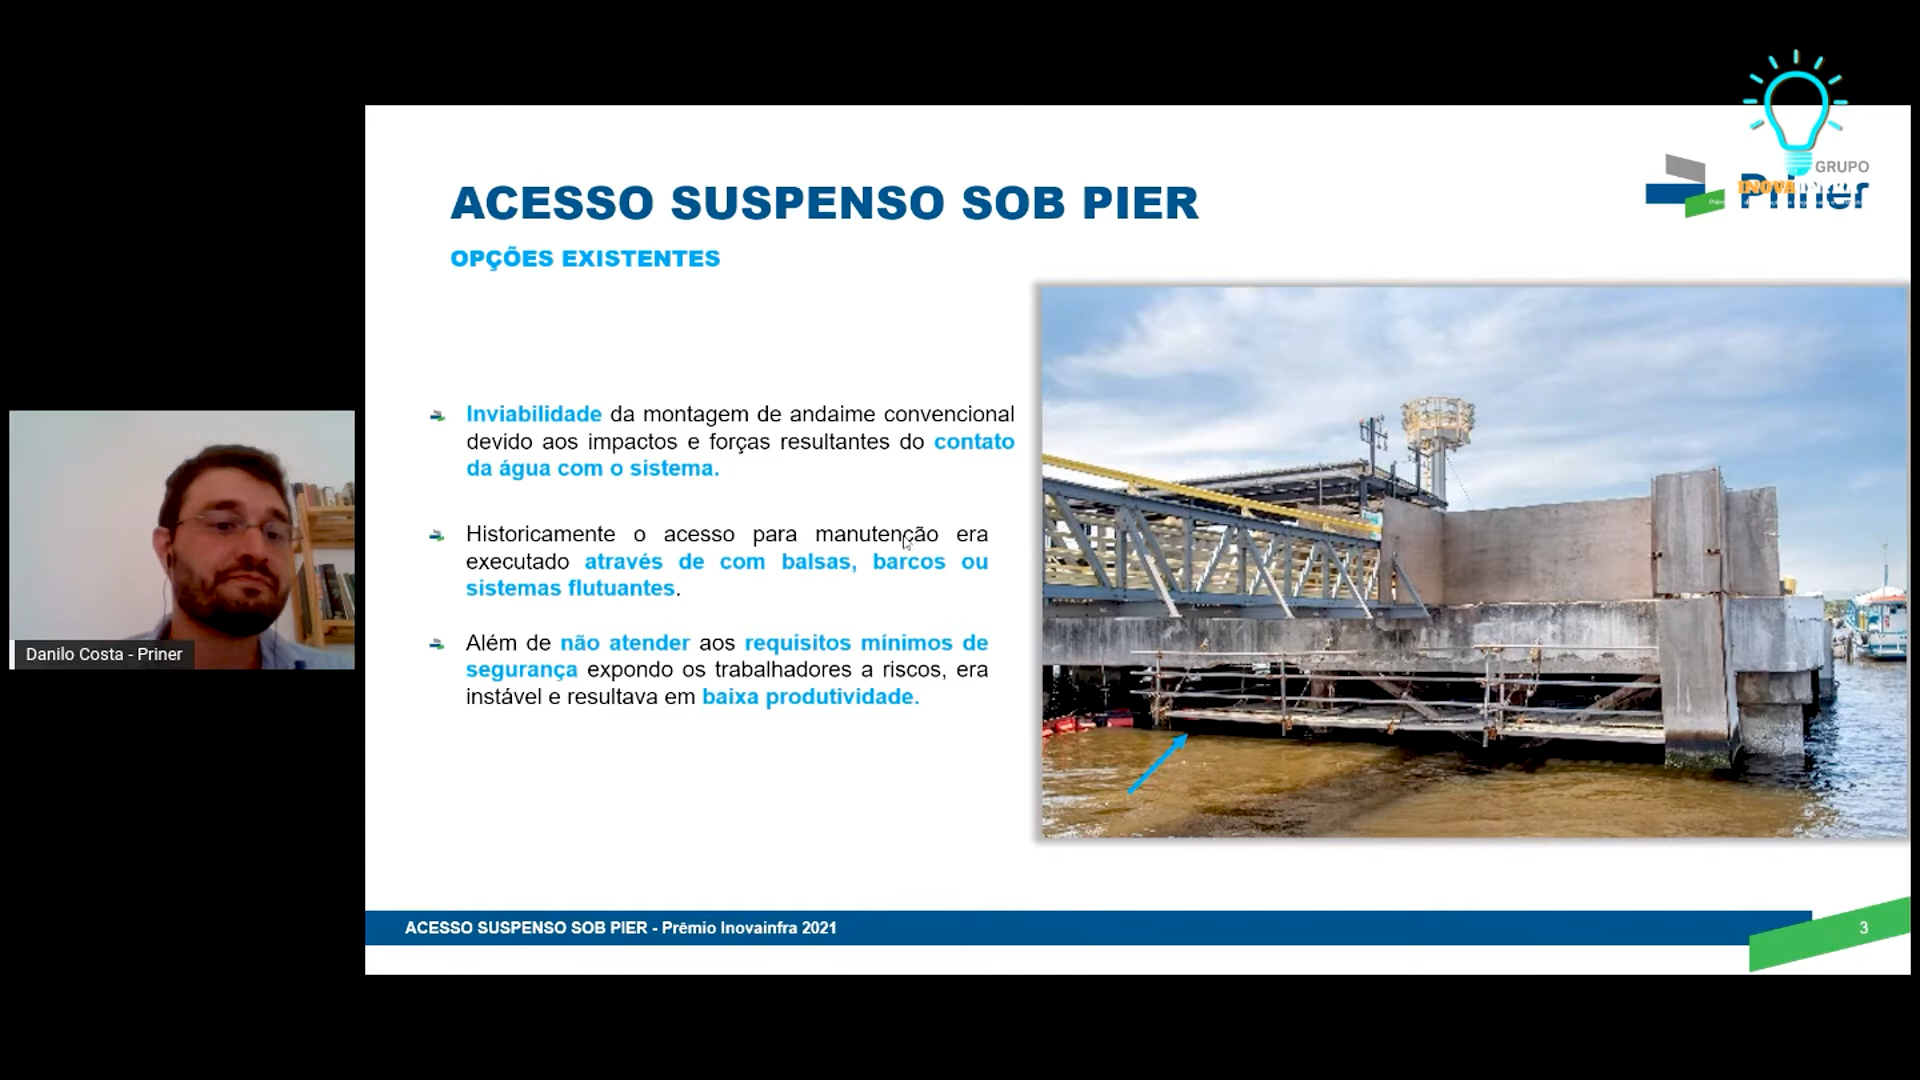 GRUPO
Priner
INOVAINFRA
ACESSO SUSPENSO SOB PIER
OPÇÕES EXISTENTES
Inviabilidade da montagem de andaime convencional
devido aos impactos e forças resultantes do contato
da água com o sistema.
Historicamente o acesso para manutenção era
executado através de com balsas, barcos ou
sistemas flutuantes.
Além de não atender aos requisitos mínimos de
segurança expondo os trabalhadores a riscos, era
instável e resultava em baixa produtividade.
Danilo Costa - Priner
ACESSO SUSPENSO SOB PIER - Prêmio Inovainfra 2021
3